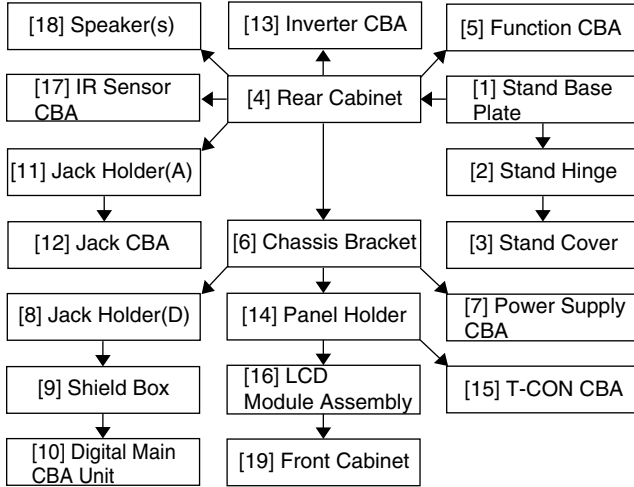 [18] Speaker(s)
[13] Inverter CBA
[5] Function CBA
[17] IR Sensor
CBA
[4] Rear Cabinet
[1] Stand Base
Plate
[11] Jack Holder(A)
[2] Stand Hinge
[12] Jack CBA
[6] Chassis Bracket
[3] Stand Cover
[8] Jack Holder(D)
[14] Panel Holder
[7] Power Supply
CBA
[9] Shield Box
[16] LCD
Module Assembly
[15] T-CON CBA
[10] Digital Main
CBA Unit
[19] Front Cabinet